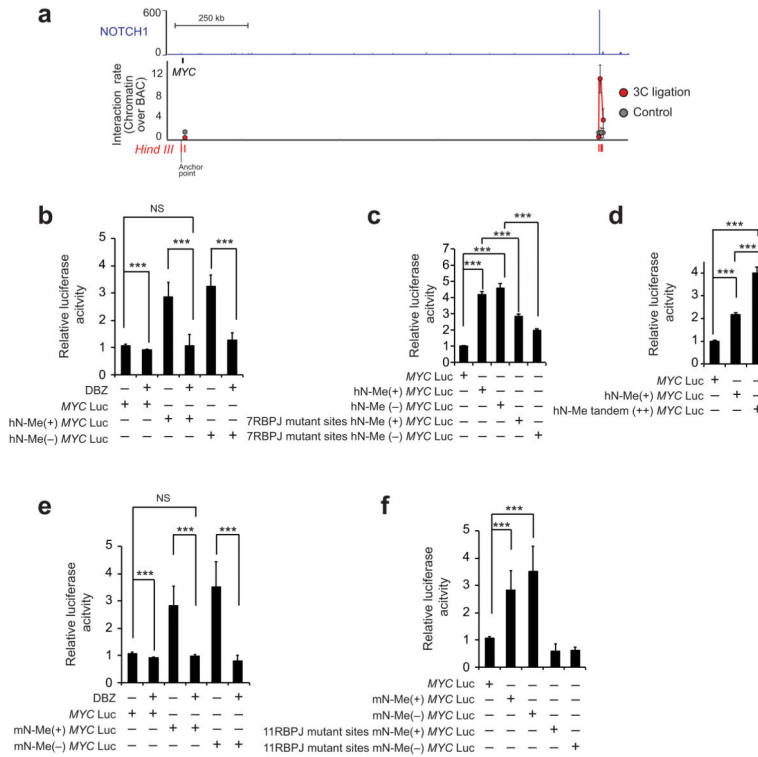 a
600
250 kb
NOTCH1
0
MYC
12
8
4
0
Interaction rate
(Chromatin
over BAC)
3C ligation
Control
Hind III
Anchor
point
b
NS
***
***
***
5
4
3
2
1
0
Relative luciferase
acitvity
DBZ – + – + – + – +
MYC Luc + + – – – – – –
hN-Me(+) MYC Luc – – + + – – – –
hN-Me(–) MYC Luc – – – – + + 
c
***
***
***
***
7
6
5
4
3
2
1
0
Relative luciferase
acitvity
MYC Luc + – – – –
hN-Me(+) MYC Luc – + – – –
hN-Me (–) MYC Luc – – + – –
7RBPJ mutant sites hN-Me (+) MYC Luc – – – + –
7RBPJ mutant sites hN-Me (–) MYC Luc – – – – +
d
***
***
***
4
3
2
1
0
Relative luciferase
acitvity
MYC Luc + – –
hN-Me(+) MYC Luc – + –
hN-Me tandem (++) MYC Luc – – +
e
NS
***
***
***
5
4
3
2
1
0
Relative luciferase
acitvity
DBZ – + – + – +
MYC Luc + + – – – –
mN-Me(+) MYC Luc – – + + – –
mN-Me(–) MYC Luc – – – – + +
f
***
***
5
4
3
2
1
0
Relative luciferase
acitvity
MYC Luc + – – – –
mN-Me(+) MYC Luc – + – – –
mN-Me(–) MYC Luc – – + – –
11RBPJ mutant sites mN-Me(+) MYC Luc – – – + –
11RBPJ mutant sites mN-Me(–) MYC Luc – – – – +